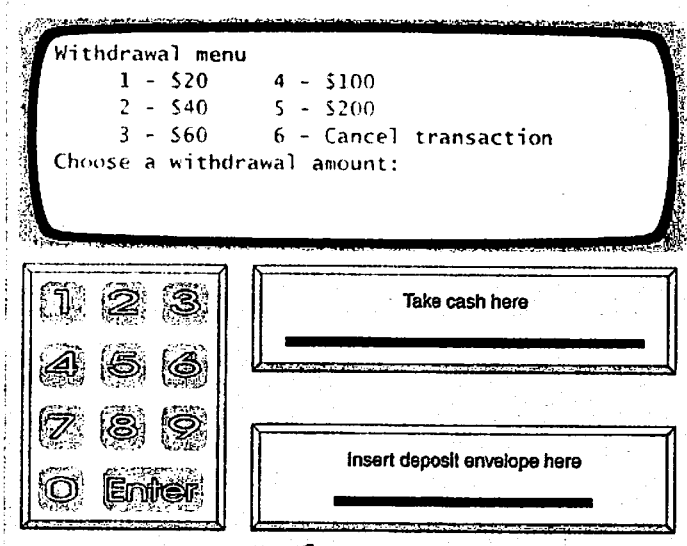 Withdrawal menu
1 - $20 4 - $100
2 - $40 5 - $200
3 - $60 6 - Cancel transaction
Choose a withdrawal amount:
1 2 3
4 5 6
7 8 9
0 Enter
Take cash here
Insert deposit envelope here